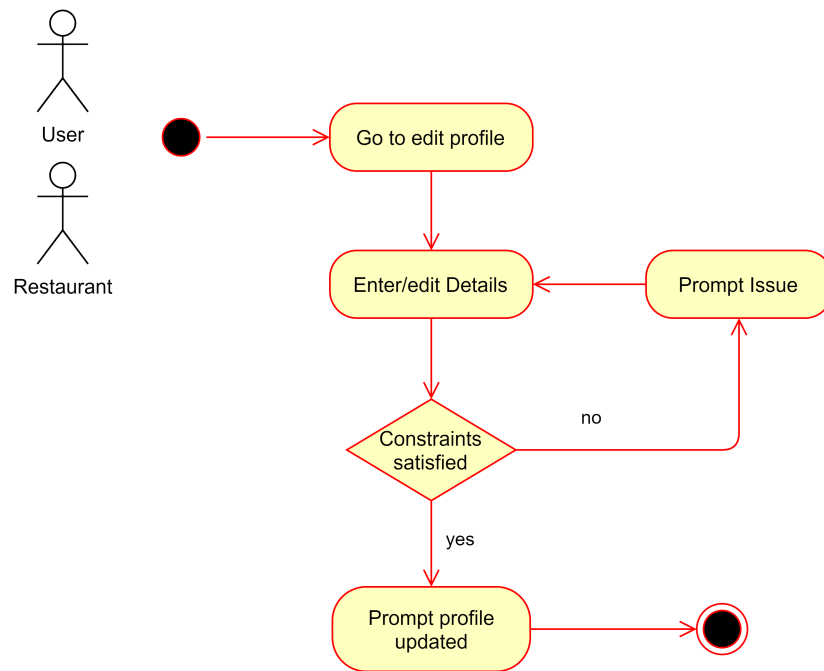 User
Go to edit profile
Restaurant
Enter/edit Details
Prompt Issue
Constraints
satisfied
no
yes
Prompt profile
updated